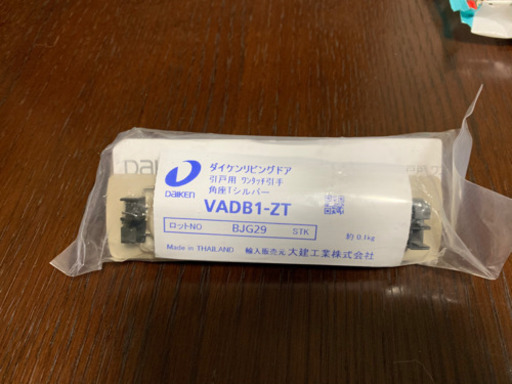 DAIKEN
ダイケンリビングドア
引戸用 ワンタッチ引手
角座Tシルバー
VADB1-ZT
ロットNO BJG29 STK
約 0.1kg
Made in THAILAND 輸入販売元 大建工業株式会社